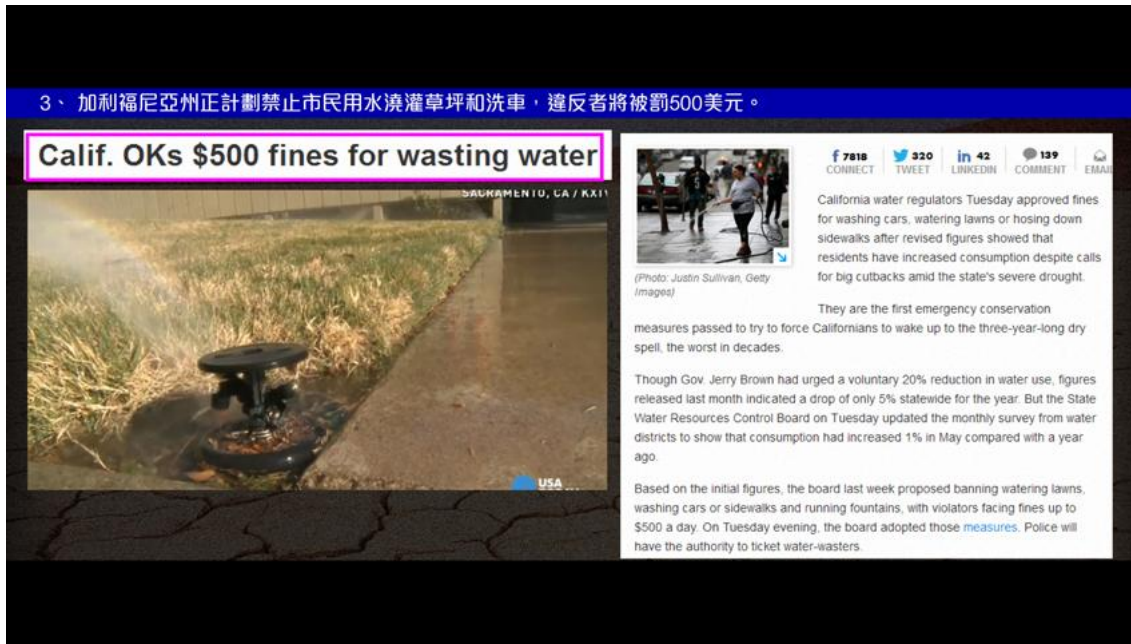 3、 加利福尼亞州正計劃禁止市民用水澆灌草坪和洗車，違反者將被罰500美元。
Calif. OKs $500 fines for wasting water
SACRAMENTO, CA / KXTV
USA
(Photo: Justin Sullivan, Getty
Images)
7818
CONNECT
320
TWEET
in 42
LINKEDIN
139
COMMENT
EMAIL
California water regulators Tuesday approved fines
for washing cars, watering lawns or hosing down
sidewalks after revised figures showed that
residents have increased consumption despite calls
for big cutbacks amid the state's severe drought.
They are the first emergency conservation
measures passed to try to force Californians to wake up to the three-year-long dry
spell, the worst in decades.
Though Gov. Jerry Brown had urged a voluntary 20% reduction in water use, figures
released last month indicated a drop of only 5% statewide for the year. But the State
Water Resources Control Board on Tuesday updated the monthly survey from water
districts to show that consumption had increased 1% in May compared with a year
ago.
Based on the initial figures, the board last week proposed banning watering lawns,
washing cars or sidewalks and running fountains, with violators facing fines up to
$500 a day. On Tuesday evening, the board adopted those measures. Police will
have the authority to ticket water-wasters.